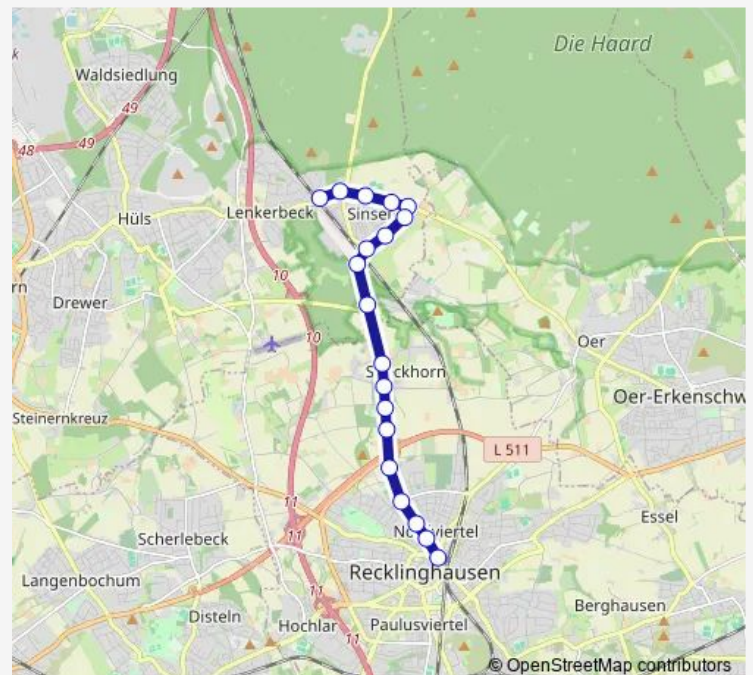 Die Haard
Waldsiedlung
49
49
48
Hüls
Lenkerbeck
Sinsen
10
Drewer
10
Oer
Oer-Erkenschw
Steinernkreuz
L 511
11
Scherlebeck
11
Essel
Langenbochum
Recklinghausen
11
Berghausen
Disteln
Hochlar
11
Paulusviertel
© OpenStreetMap contributors